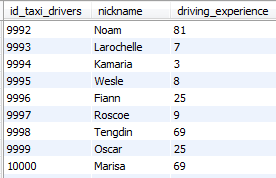 id_taxi_drivers nickname driving_experience
9992 Noam 81
9993 Larochelle 7
9994 Kamaria 3
9995 Wesle 8
9996 Fiann 25
9997 Roscoe 9
9998 Tengdin 69
9999 Oscar 25
10000 Marisa 69